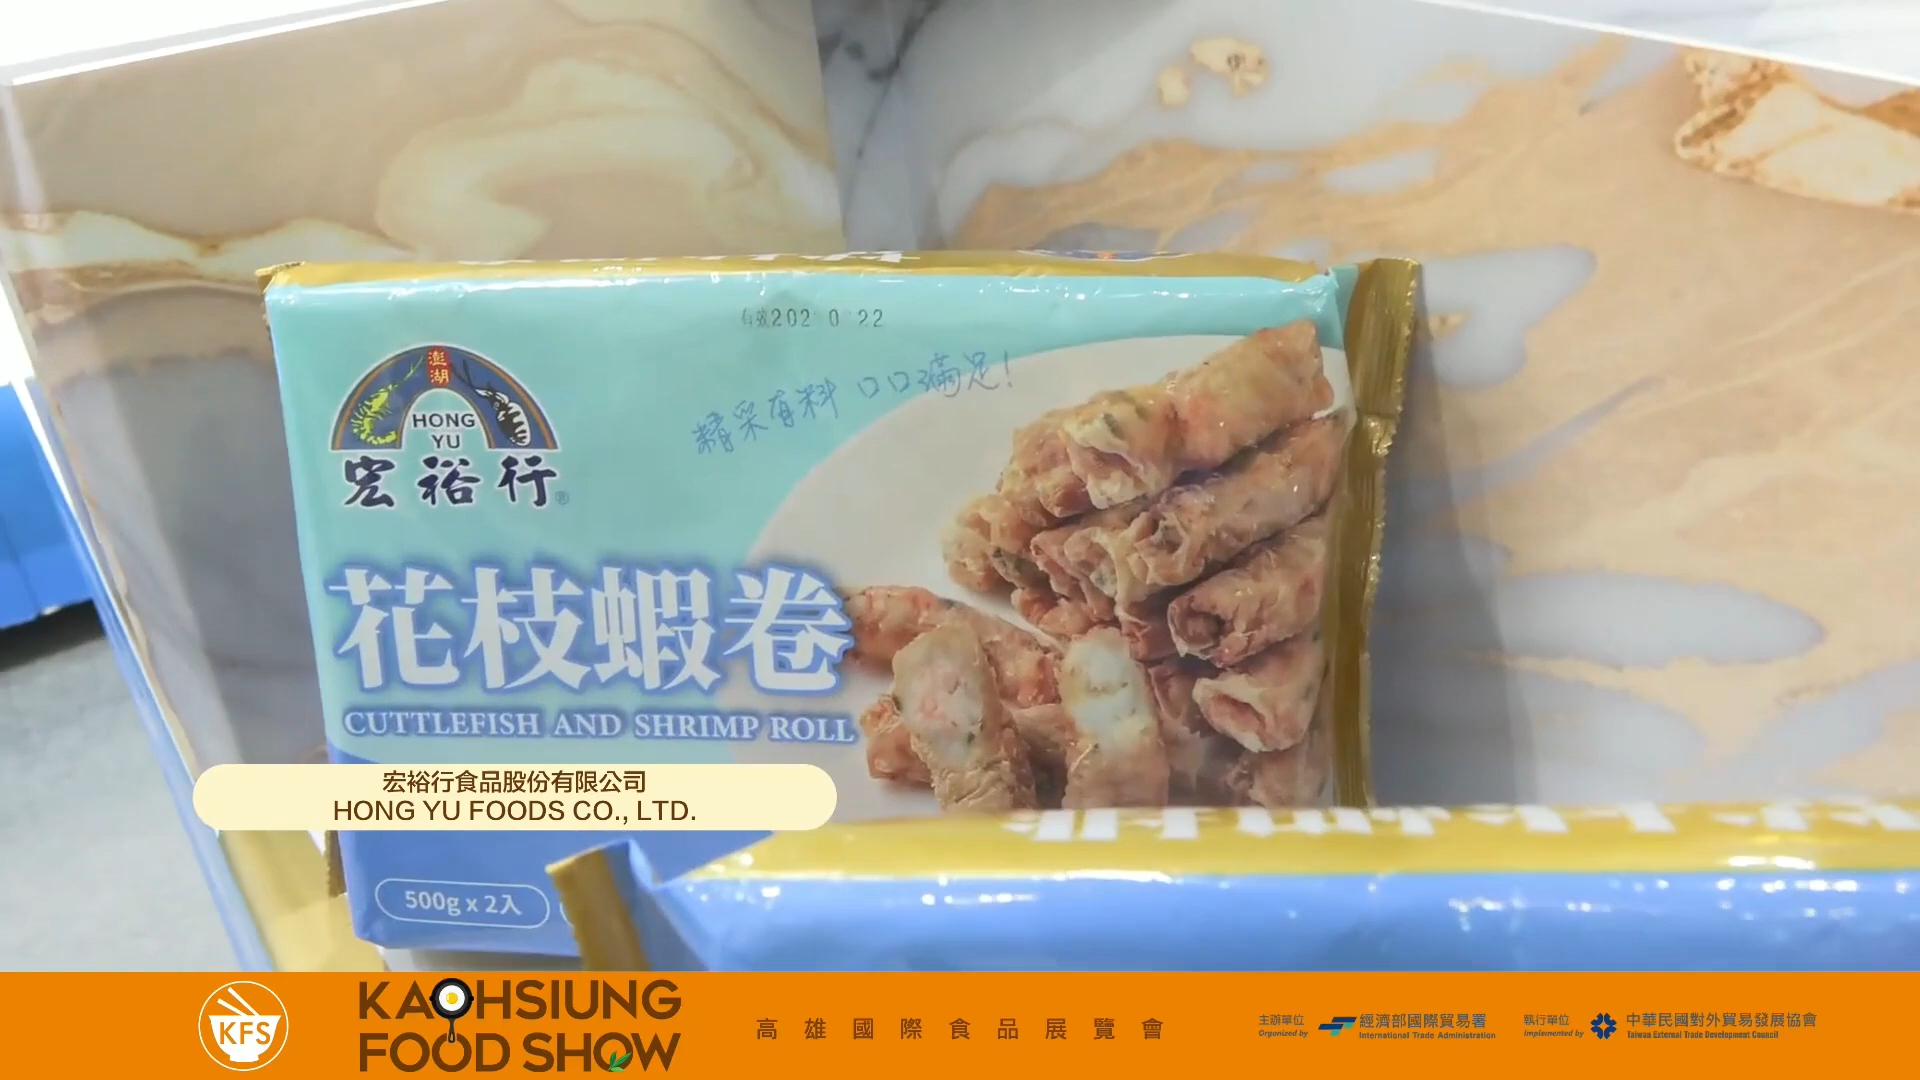 澎湖
HONG
YU
宏裕行®
精采有料 口口滿足!
花枝蝦卷
CUTTLEFISH AND SHRIMP ROLL
宏裕行食品股份有限公司
HONG YU FOODS CO., LTD.
500g x 2入
KFS
KAOHSIUNG
FOOD SHOW
高雄國際食品展覽會
主辦單位
Organized by
經濟部國際貿易署
International Trade Administration
執行單位
Implemented by
中華民國對外貿易發展協會
Taiwan External Trade Development Council